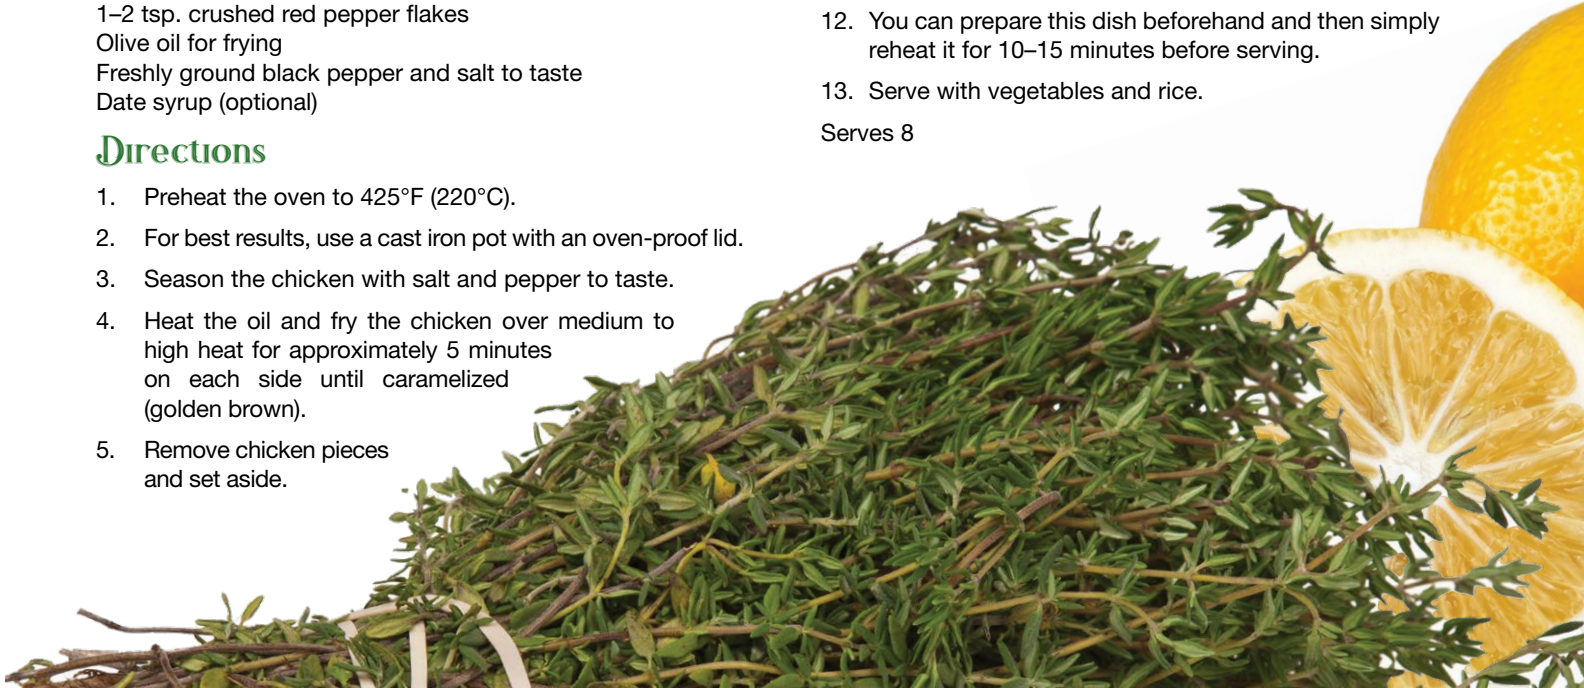 1–2 tsp. crushed red pepper flakes
Olive oil for frying
Freshly ground black pepper and salt to taste
Date syrup (optional)
Directions
1. Preheat the oven to 425°F (220°C).
2. For best results, use a cast iron pot with an oven-proof lid.
3. Season the chicken with salt and pepper to taste.
4. Heat the oil and fry the chicken over medium to
high heat for approximately 5 minutes
on each side until caramelized
(golden brown).
5. Remove chicken pieces
and set aside.
12. You can prepare this dish beforehand and then simply
reheat it for 10–15 minutes before serving.
13. Serve with vegetables and rice.
Serves 8